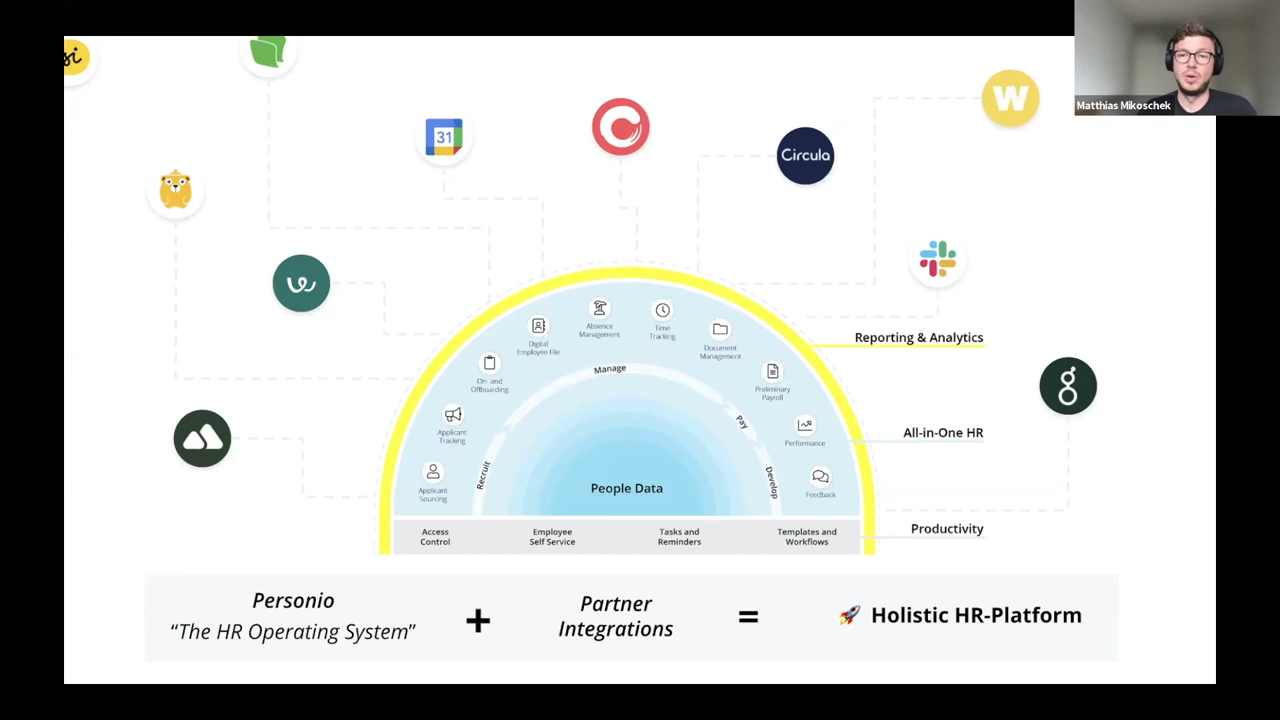 si
31
Circula
W
Matthias Mikoschek
Reporting & Analytics
All-in-One HR
Productivity
Absence
Management
Time
Tracking
Digital
Employee File
Document
Management
On- and
Offboarding
Preliminary
Payroll
Applicant
Tracking
Performance
Applicant
Sourcing
Feedback
Manage
Pay
Recruit
Develop
People Data
Access
Control
Employee
Self Service
Tasks and
Reminders
Templates and
Workflows
Personio
“The HR Operating System”
+
Partner
Integrations
=
🚀 Holistic HR-Platform